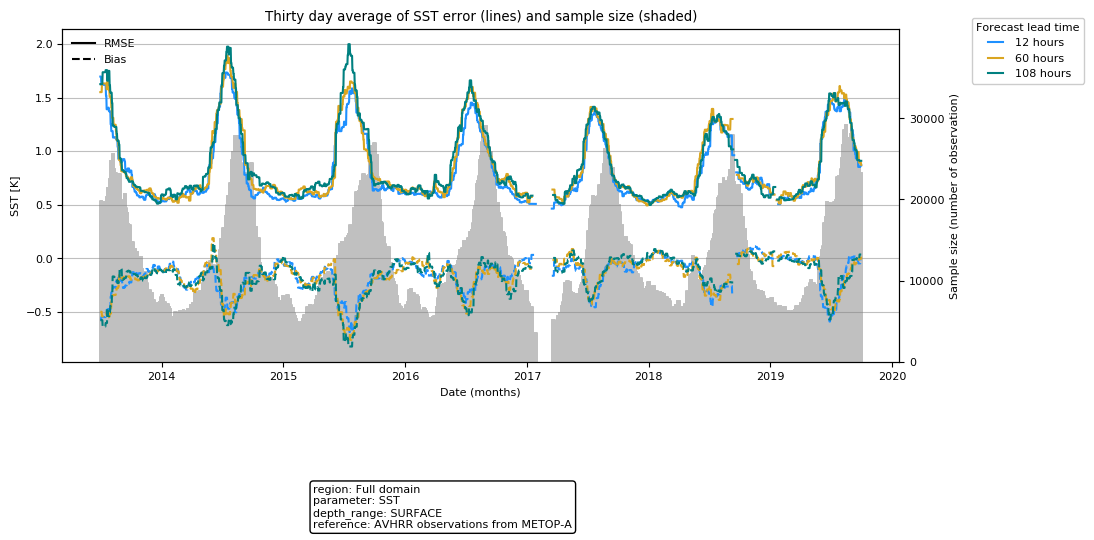 Thirty day average of SST error (lines) and sample size (shaded)
Forecast lead time
12 hours
60 hours
108 hours
RMSE
Bias
2.0
1.5
1.0
0.5
0.0
−0.5
SST [K]
30000
20000
10000
0
Sample size (number of observation)
2014 2015 2016 2017 2018 2019 2020
Date (months)
region: Full domain
parameter: SST
depth_range: SURFACE
reference: AVHRR observations from METOP-A